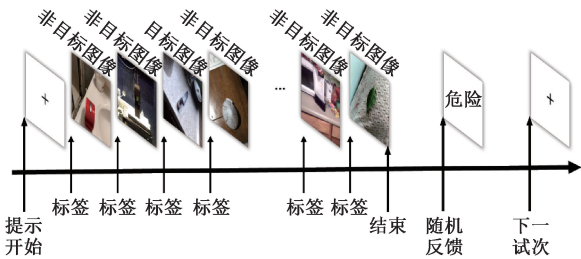 非目标图像
非目标图像
目标图像
非目标图像
非目标图像
非目标图像
...
危险
标签
标签
标签
标签
标签
标签
提示
开始
结束
随机
反馈
下一
试次